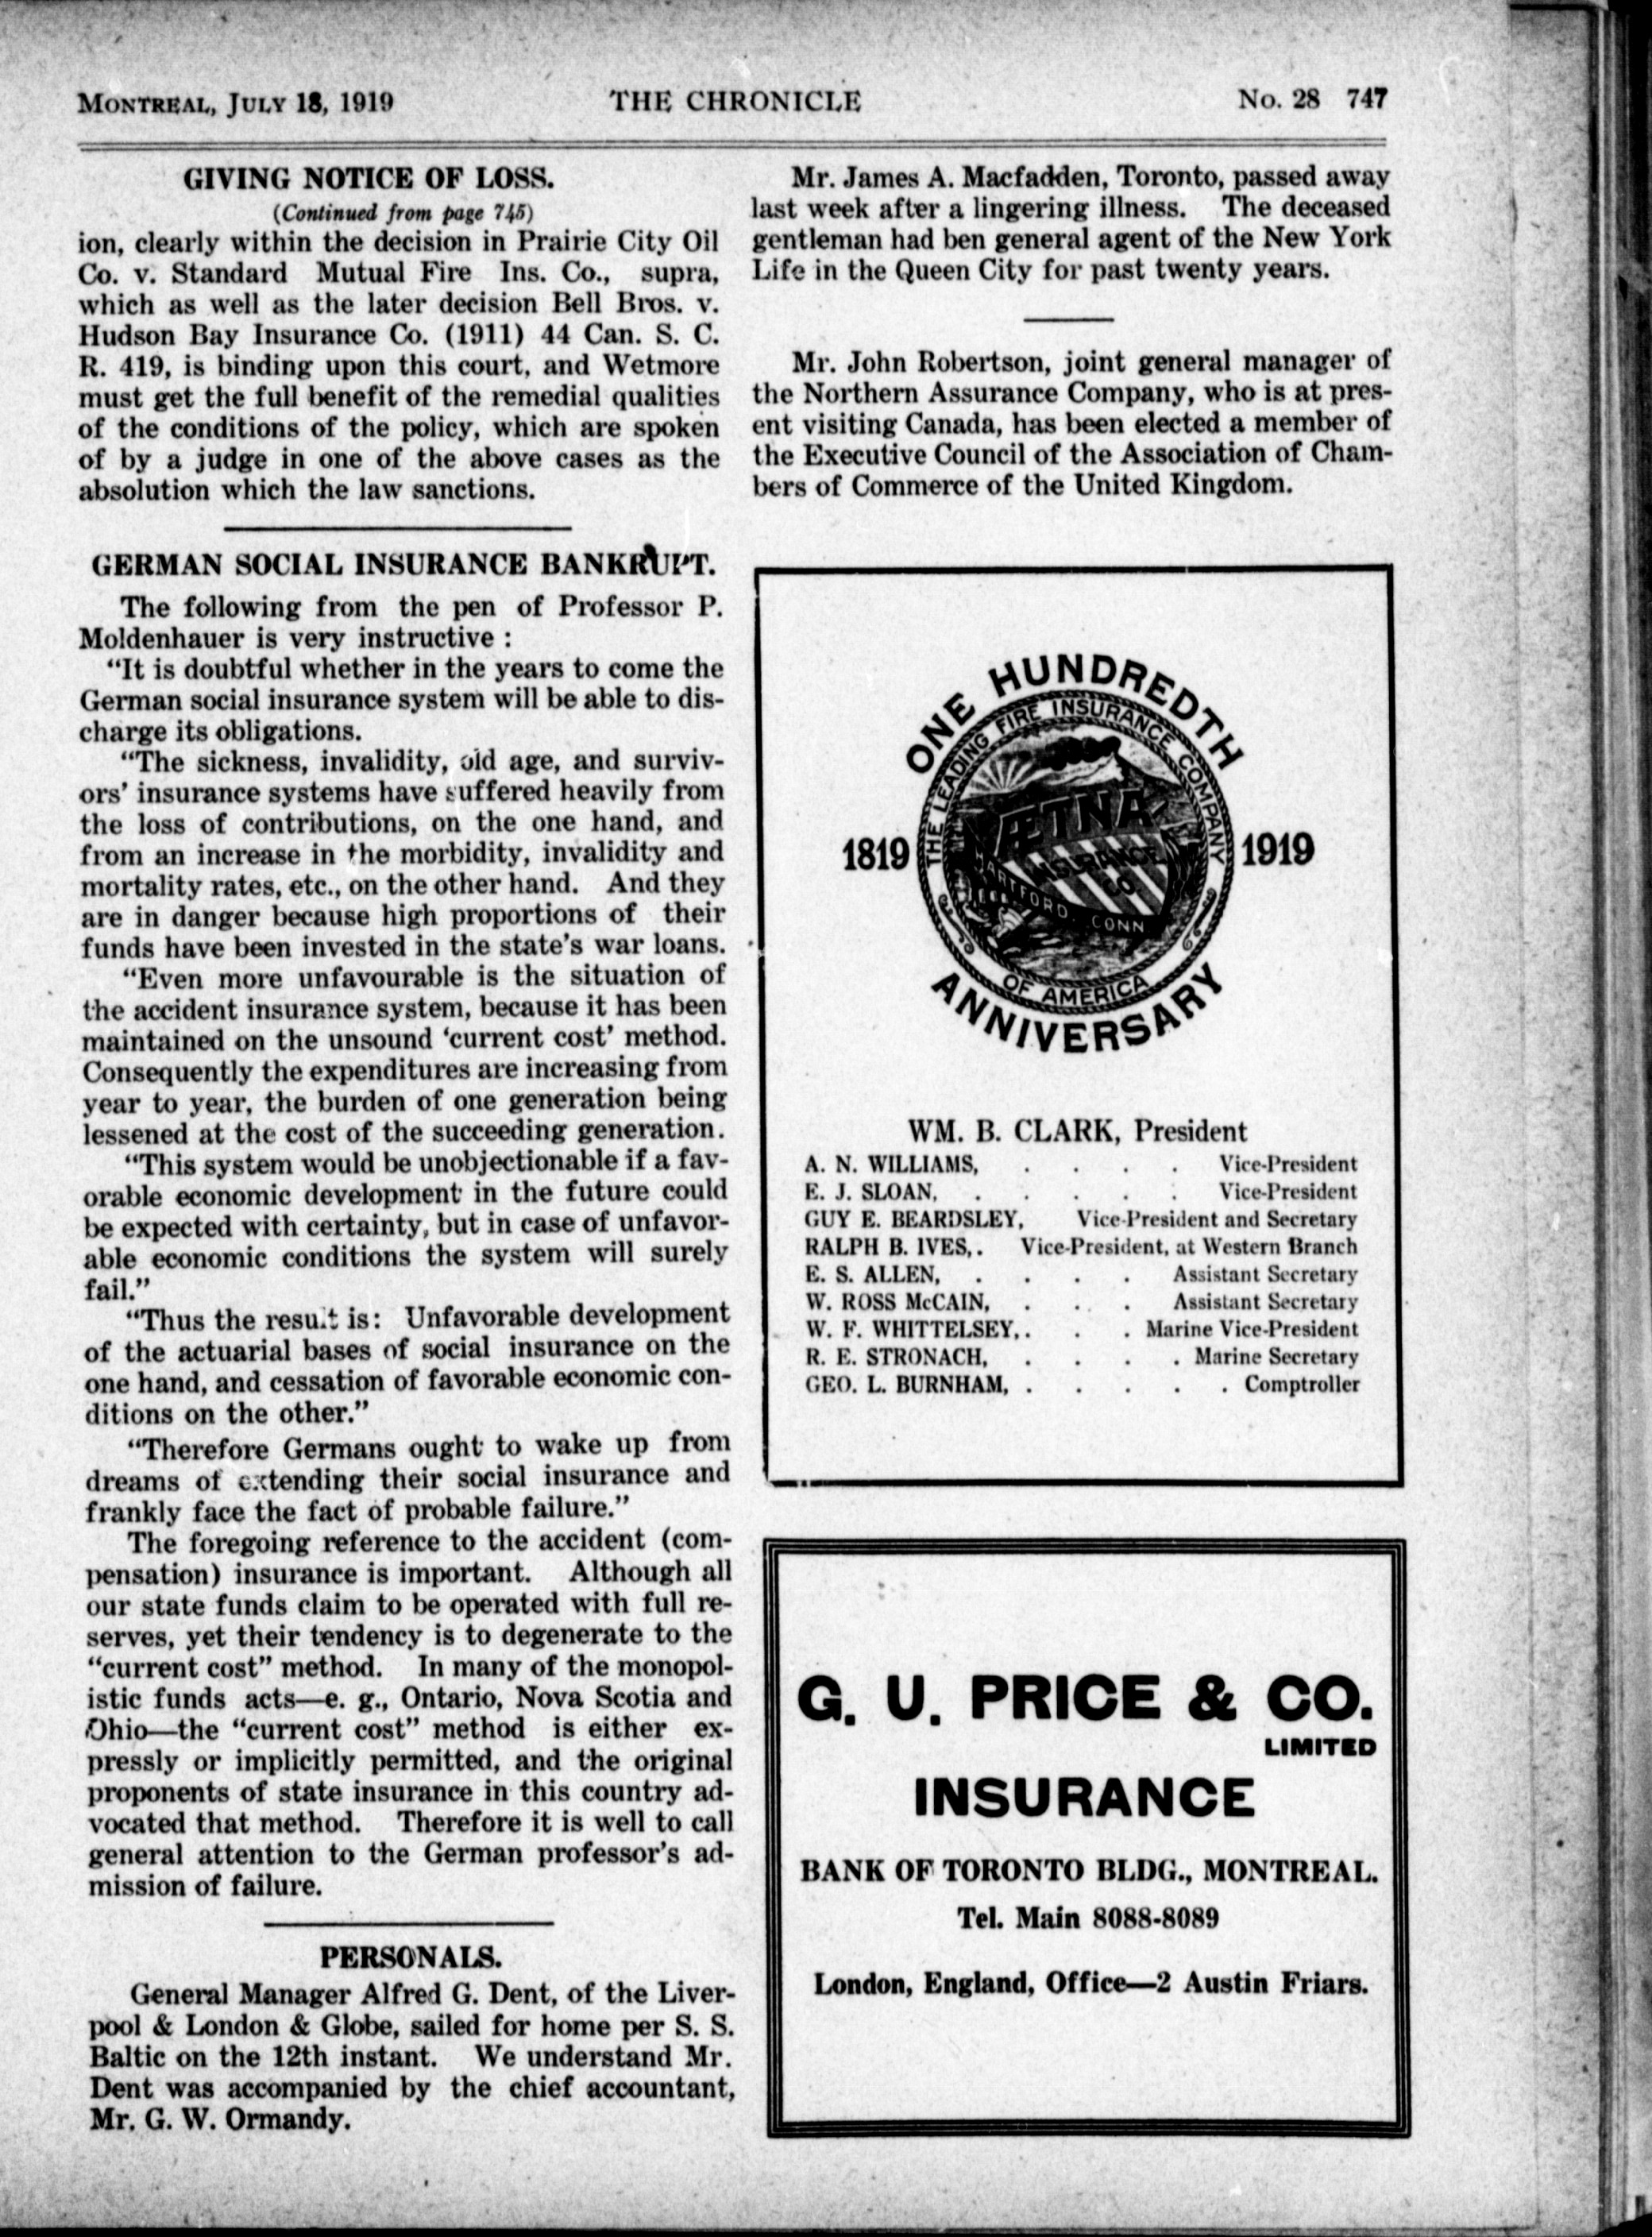 MONTREAL, JULY 18, 1919
THE CHRONICLE
No. 28 747
GIVING NOTICE OF LOSS.
(Continued from page 745)
ion, clearly within the decision in Prairie City Oil
Co. v. Standard Mutual Fire Ins. Co., supra,
which as well as the later decision Bell Bros. v.
Hudson Bay Insurance Co. (1911) 44 Can. S. C.
R. 419, is binding upon this court, and Wetmore
must get the full benefit of the remedial qualities
of the conditions of the policy, which are spoken
of by a judge in one of the above cases as the
absolution which the law sanctions.
GERMAN SOCIAL INSURANCE BANKRUPT.
The following from the pen of Professor P.
Moldenhauer is very instructive :
"It is doubtful whether in the years to come the
German social insurance system will be able to dis-
charge its obligations.
"The sickness, invalidity, old age, and surviv-
ors' insurance systems have suffered heavily from
the loss of contributions, on the one hand, and
from an increase in the morbidity, invalidity and
mortality rates, etc., on the other hand. And they
are in danger because high proportions of their
funds have been invested in the state's war loans.
"Even more unfavourable is the situation of
the accident insurance system, because it has been
maintained on the unsound 'current cost' method.
Consequently the expenditures are increasing from
year to year, the burden of one generation being
lessened at the cost of the succeeding generation.
"This system would be unobjectionable if a fav-
orable economic development in the future could
be expected with certainty, but in case of unfavor-
able economic conditions the system will surely
fail."
"Thus the result is: Unfavorable development
of the actuarial bases of social insurance on the
one hand, and cessation of favorable economic con-
ditions on the other."
"Therefore Germans ought to wake up from
dreams of extending their social insurance and
frankly face the fact of probable failure."
The foregoing reference to the accident (com-
pensation) insurance is important. Although all
our state funds claim to be operated with full re-
serves, yet their tendency is to degenerate to the
"current cost" method. In many of the monopol-
istic funds acts—e. g., Ontario, Nova Scotia and
Ohio—the "current cost" method is either ex-
pressly or implicitly permitted, and the original
proponents of state insurance in this country ad-
vocated that method. Therefore it is well to call
general attention to the German professor's ad-
mission of failure.
PERSONALS.
General Manager Alfred G. Dent, of the Liver-
pool & London & Globe, sailed for home per S. S.
Baltic on the 12th instant. We understand Mr.
Dent was accompanied by the chief accountant,
Mr. G. W. Ormandy.
Mr. James A. Macfadden, Toronto, passed away
last week after a lingering illness. The deceased
gentleman had ben general agent of the New York
Life in the Queen City for past twenty years.
Mr. John Robertson, joint general manager of
the Northern Assurance Company, who is at pres-
ent visiting Canada, has been elected a member of
the Executive Council of the Association of Cham-
bers of Commerce of the United Kingdom.
ONE HUNDREDTH
THE LEADING FIRE INSURANCE COMPANY
ÆTNA
1819
1919
INSURANCE
CO
HARTFORD. CONN
OF AMERICA
ANNIVERSARY
WM. B. CLARK, President
A. N. WILLIAMS, . . . . Vice-President
E. J. SLOAN, . . . . . Vice-President
GUY E. BEARDSLEY, Vice-President and Secretary
RALPH B. IVES,. Vice-President, at Western Branch
E. S. ALLEN, . . . . Assistant Secretary
W. ROSS McCAIN, . . . Assistant Secretary
W. F. WHITTELSEY,. . . Marine Vice-President
R. E. STRONACH, . . . . Marine Secretary
GEO. L. BURNHAM, . . . . . Comptroller
G. U. PRICE & CO.
LIMITED
INSURANCE
BANK OF TORONTO BLDG., MONTREAL.
Tel. Main 8088-8089
London, England, Office—2 Austin Friars.